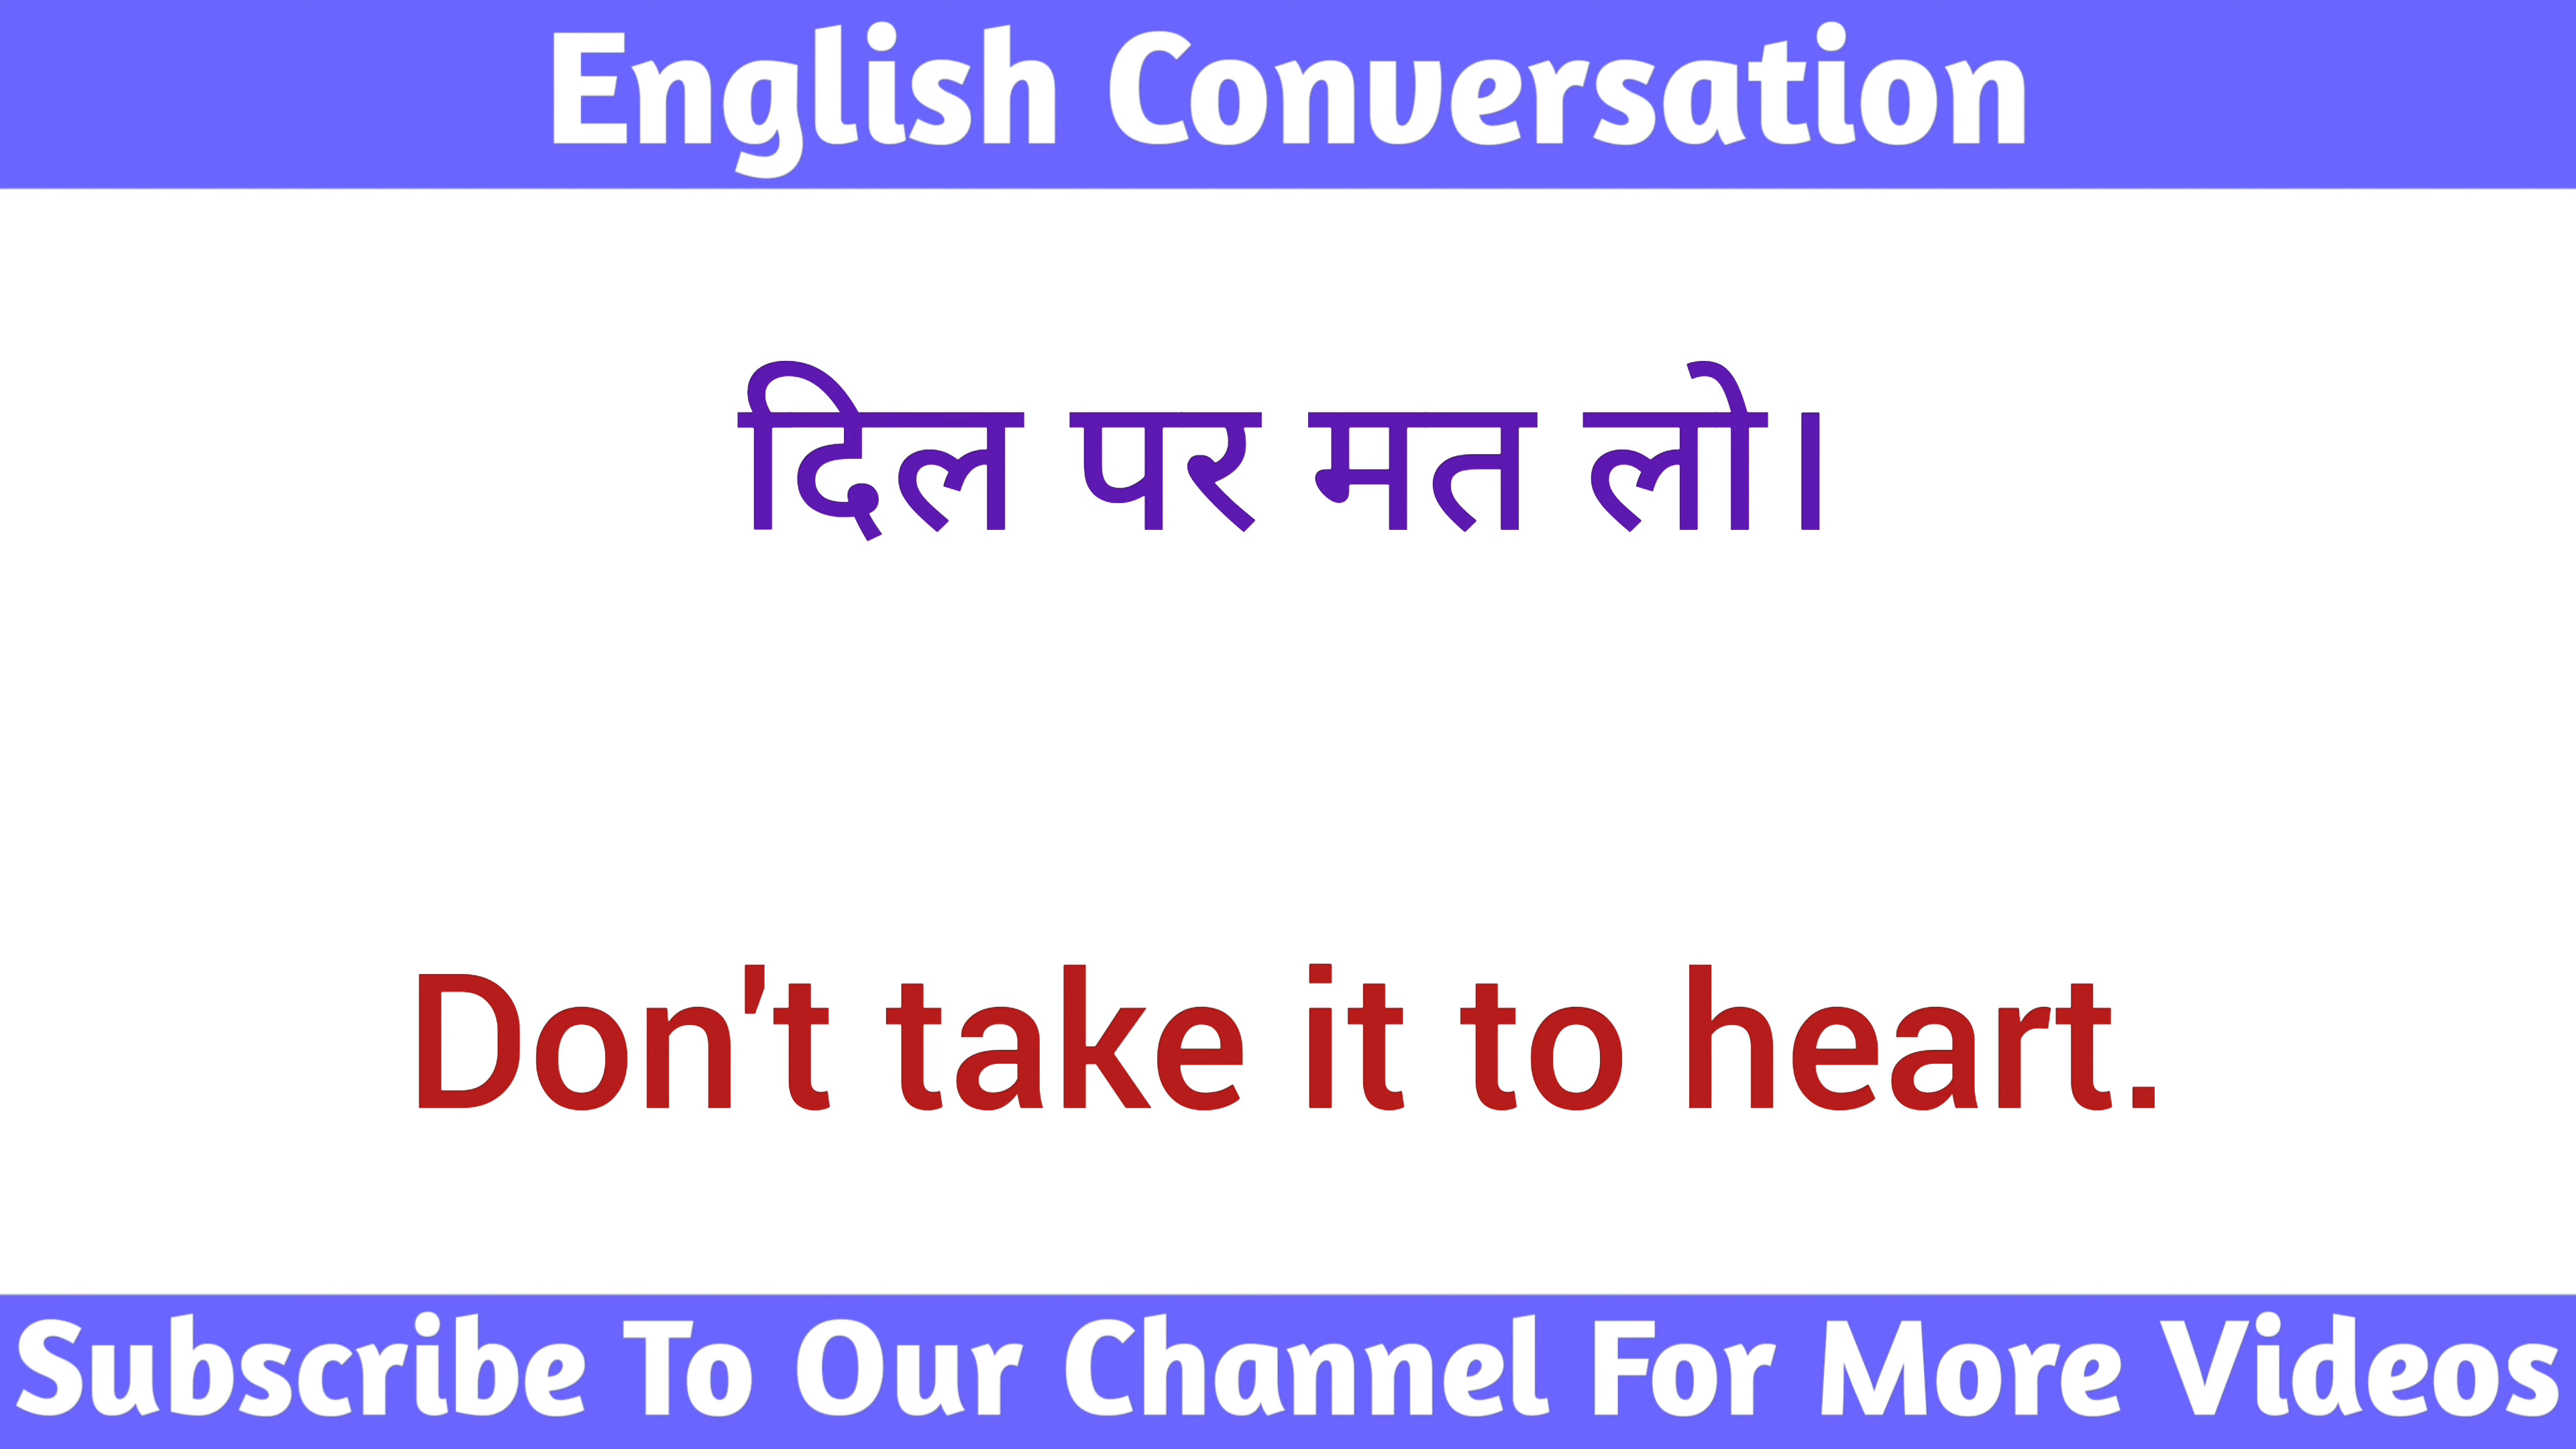 English Conversation
दिल पर मत लो।
Don't take it to heart.
Subscribe To Our Channel For More Videos